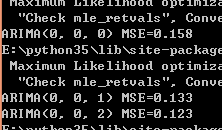 Maximum Likelihood optimiza
"Check mle_retvals", Conve
ARIMA(0, 0, 0) MSE=0.158
E:\python35\lib\site-package
Maximum Likelihood optimiza
"Check mle_retvals", Conve
ARIMA(0, 0, 1) MSE=0.133
ARIMA(0, 0, 2) MSE=0.123
E:\python35\lib\site-package